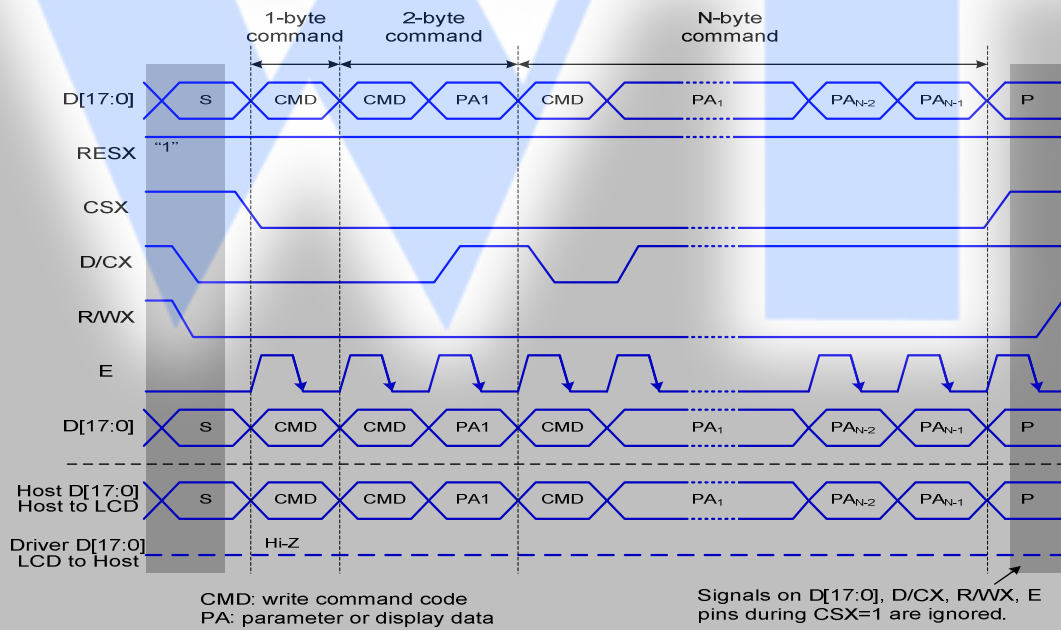 1-byte command
2-byte command
N-byte command
D[17:0] S CMD CMD PA1 CMD PA₁ PAN-2 PAN-1 P
RESX “1”
CSX
D/CX
R/WX
E
D[17:0] S CMD CMD PA1 CMD PA₁ PAN-2 PAN-1 P
Host D[17:0]
Host to LCD
S CMD CMD PA1 CMD PA₁ PAN-2 PAN-1 P
Driver D[17:0]
LCD to Host
Hi-Z
CMD: write command code
PA: parameter or display data
Signals on D[17:0], D/CX, R/WX, E
pins during CSX=1 are ignored.